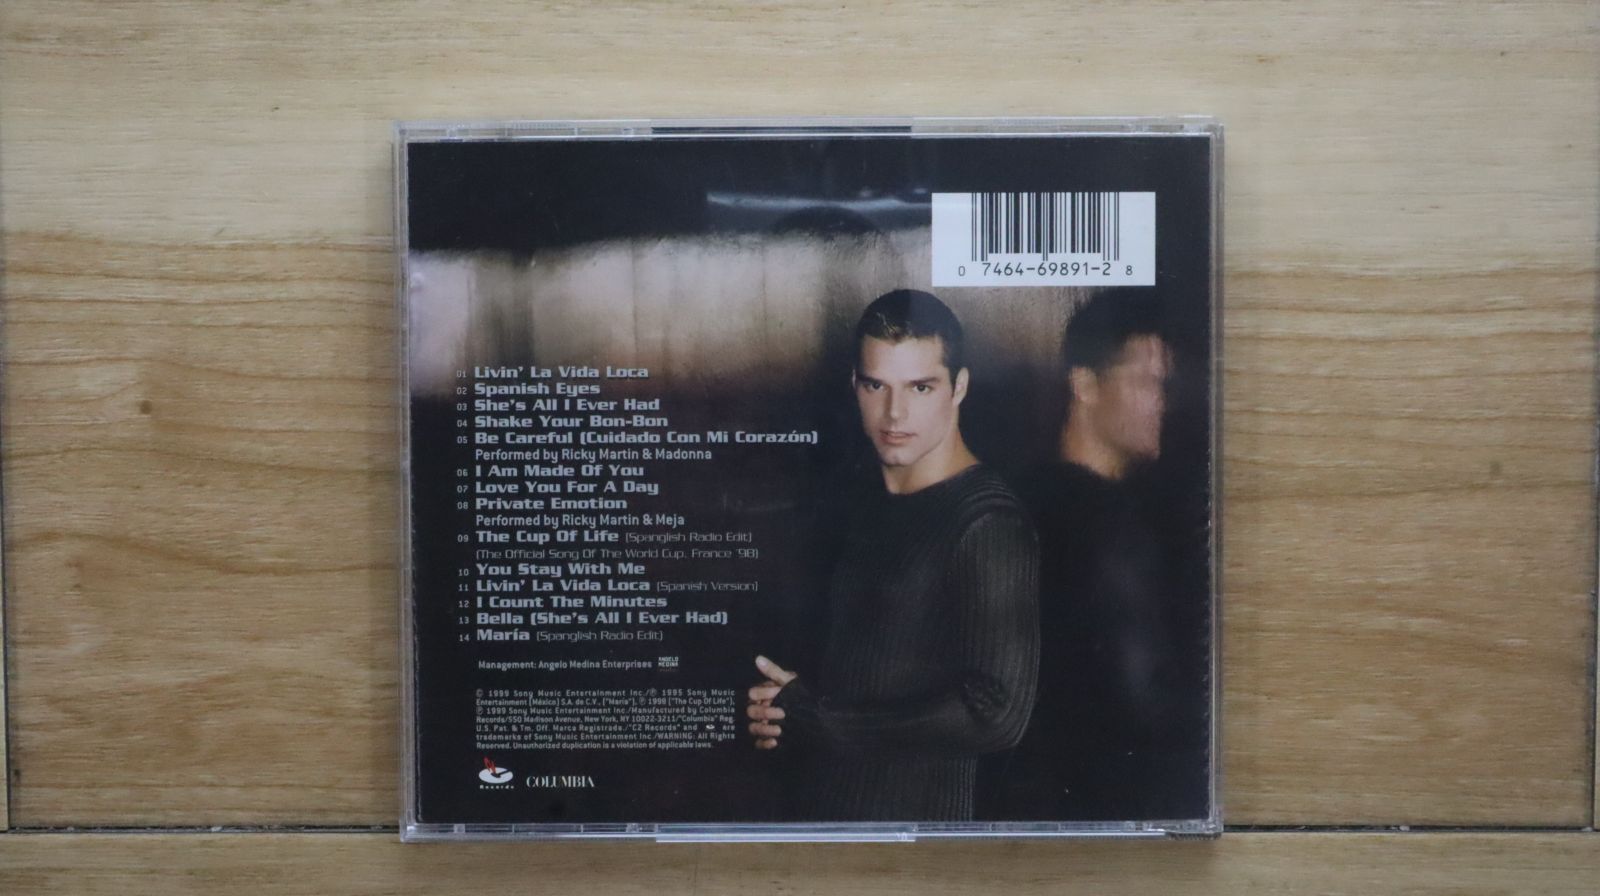 0 7464-69891-2 8
01 Livin' La Vida Loca
02 Spanish Eyes
03 She's All I Ever Had
04 Shake Your Bon-Bon
05 Be Careful (Cuidado Con Mi Corazón)
Performed by Ricky Martin & Madonna
06 I Am Made Of You
07 Love You For A Day
08 Private Emotion
Performed by Ricky Martin & Meja
09 The Cup Of Life (Spanglish Radio Edit)
(The Official Song Of The World Cup, France '98)
10 You Stay With Me
11 Livin' La Vida Loca (Spanish Version)
12 I Count The Minutes
13 Bella (She's All I Ever Had)
14 María (Spanglish Radio Edit)
Management: Angelo Medina Enterprises
ANGELO
MEDINA
© 1999 Sony Music Entertainment Inc./℗ 1995 Sony Music
Entertainment (México) S.A. de C.V., ("María"), ℗ 1998 ("The Cup Of Life"),
℗ 1999 Sony Music Entertainment Inc./Manufactured by Columbia
Records/550 Madison Avenue, New York, NY 10022-3211/"Columbia" Reg.
U.S. Pat. & Tm. Off. Marca Registrada./"C2 Records" and are
trademarks of Sony Music Entertainment Inc./WARNING: All Rights
Reserved. Unauthorized duplication is a violation of applicable laws.
Records COLUMBIA